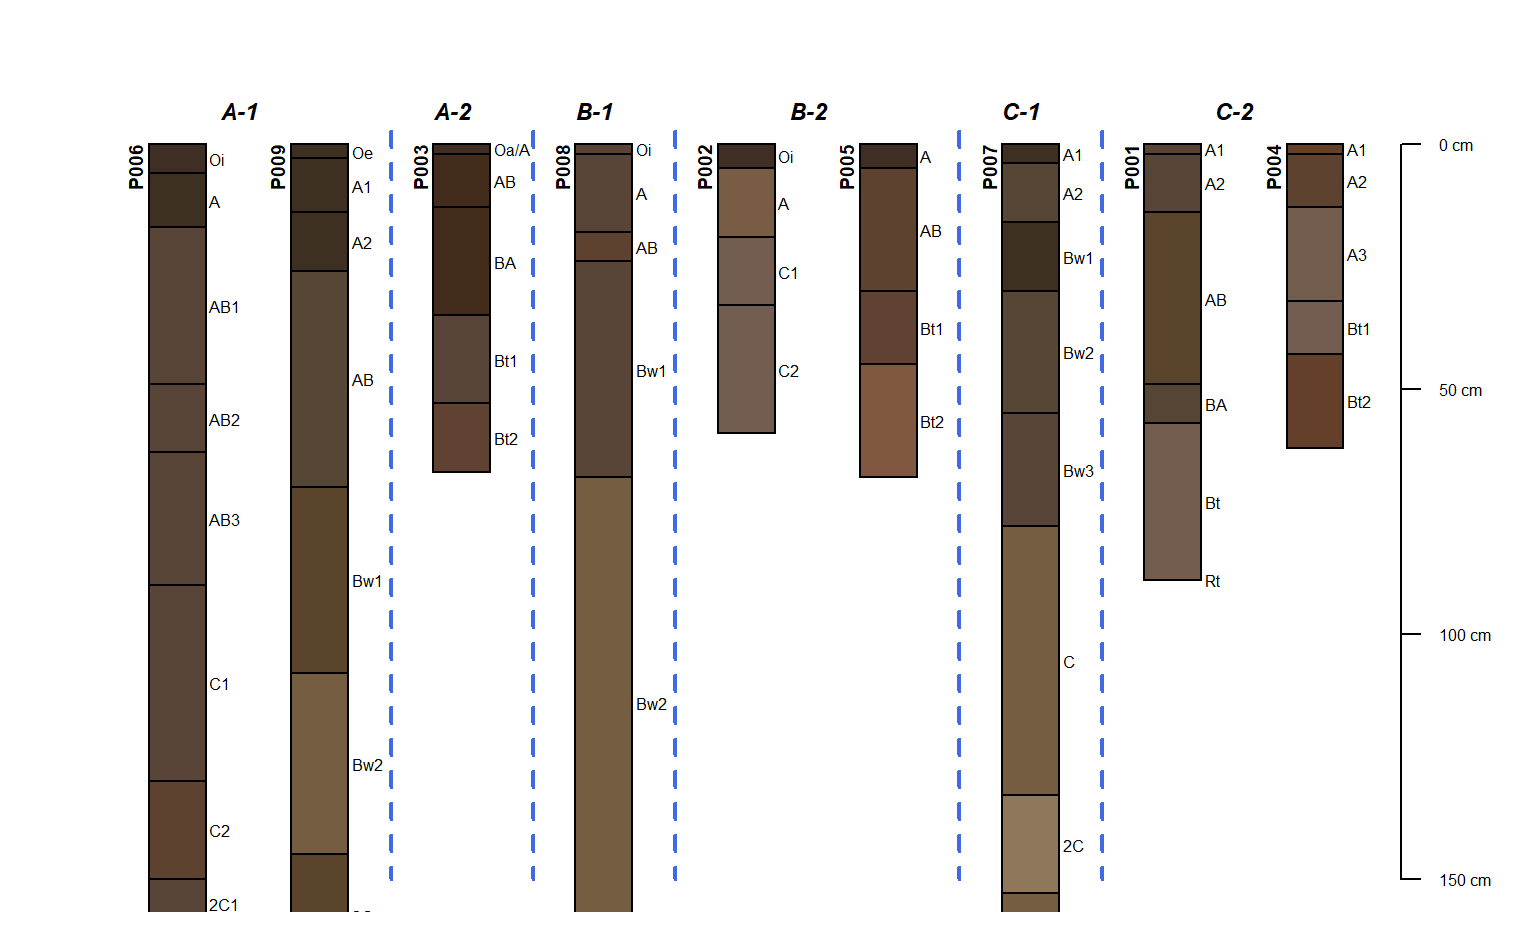 A-1
A-2
B-1
B-2
C-1
C-2
P006
Oi
A
AB1
AB2
AB3
C1
C2
2C1
P009
Oe
A1
A2
AB
Bw1
Bw2
P003
Oa/A
AB
BA
Bt1
Bt2
P008
Oi
A
AB
Bw1
Bw2
P002
Oi
A
C1
C2
P005
A
AB
Bt1
Bt2
P007
A1
A2
Bw1
Bw2
Bw3
C
2C
P001
A1
A2
AB
BA
Bt
Rt
P004
A1
A2
A3
Bt1
Bt2
0 cm
50 cm
100 cm
150 cm